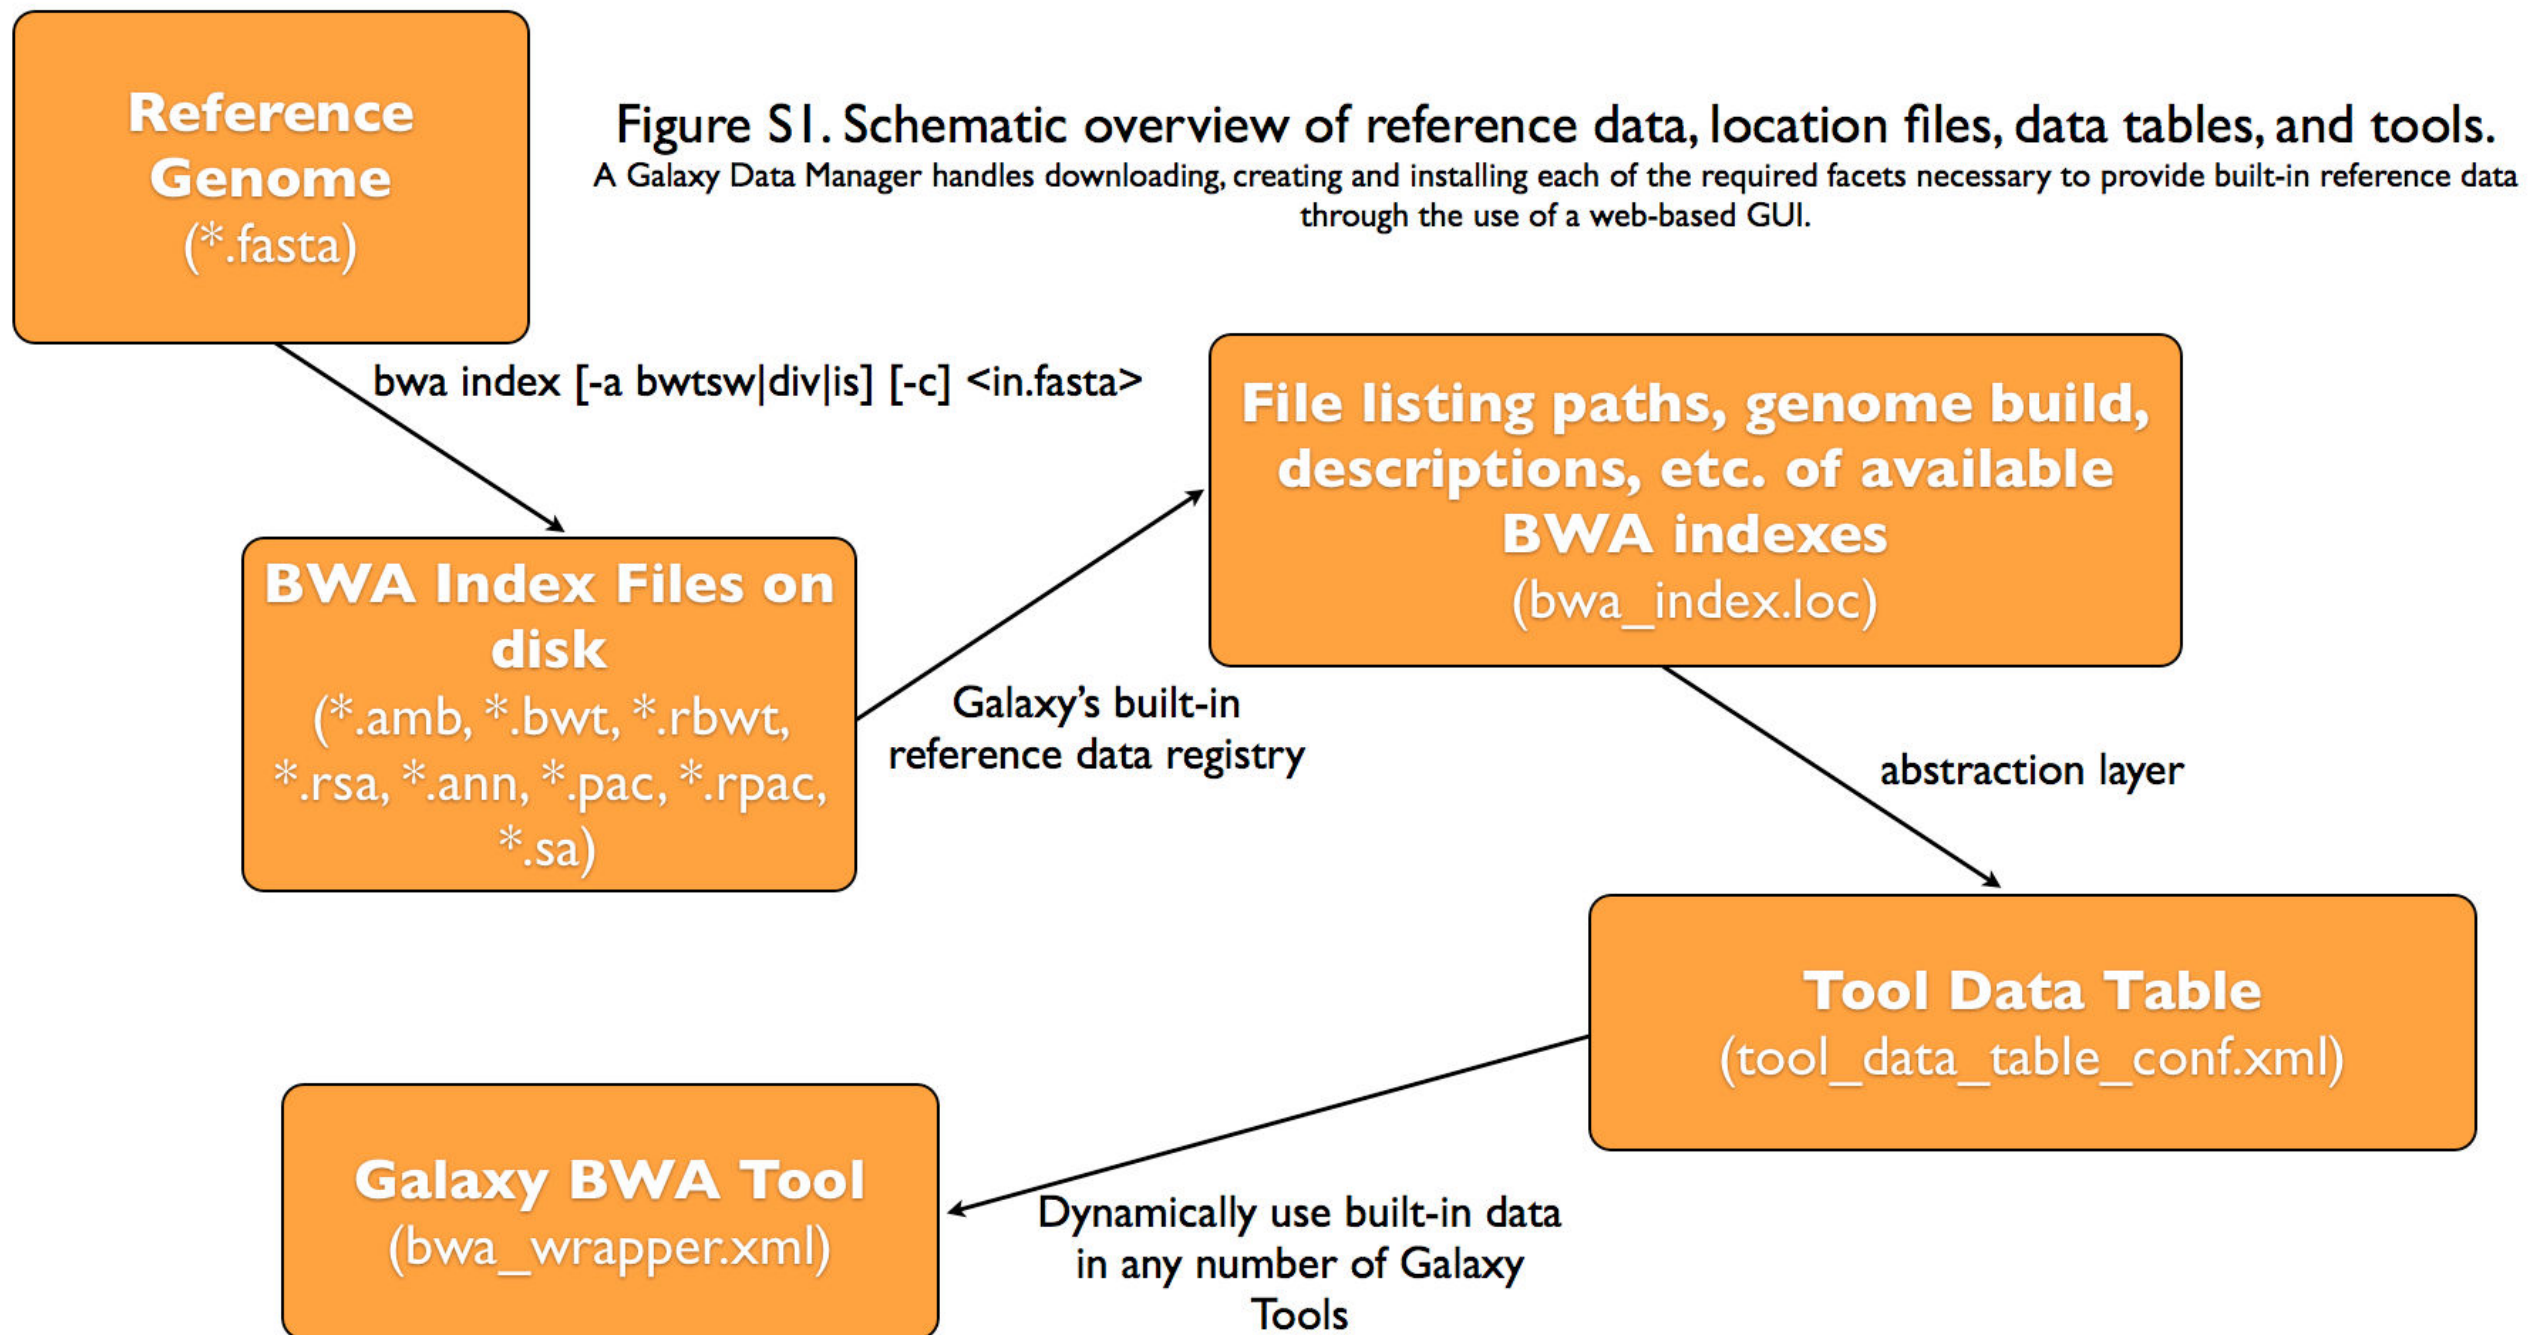 Reference
Genome
(*.fasta)
Figure S1. Schematic overview of reference data, location files, data tables, and tools.
A Galaxy Data Manager handles downloading, creating and installing each of the required facets necessary to provide built-in reference data
through the use of a web-based GUI.
bwa index [-a bwtsw|div|is] [-c] <in.fasta>
File listing paths, genome build,
descriptions, etc. of available
BWA indexes
(bwa_index.loc)
BWA Index Files on
disk
(*.amb, *.bwt, *.rbwt,
*.rsa, *.ann, *.pac, *.rpac,
*.sa)
Galaxy’s built-in
reference data registry
abstraction layer
Tool Data Table
(tool_data_table_conf.xml)
Galaxy BWA Tool
(bwa_wrapper.xml)
Dynamically use built-in data
in any number of Galaxy
Tools